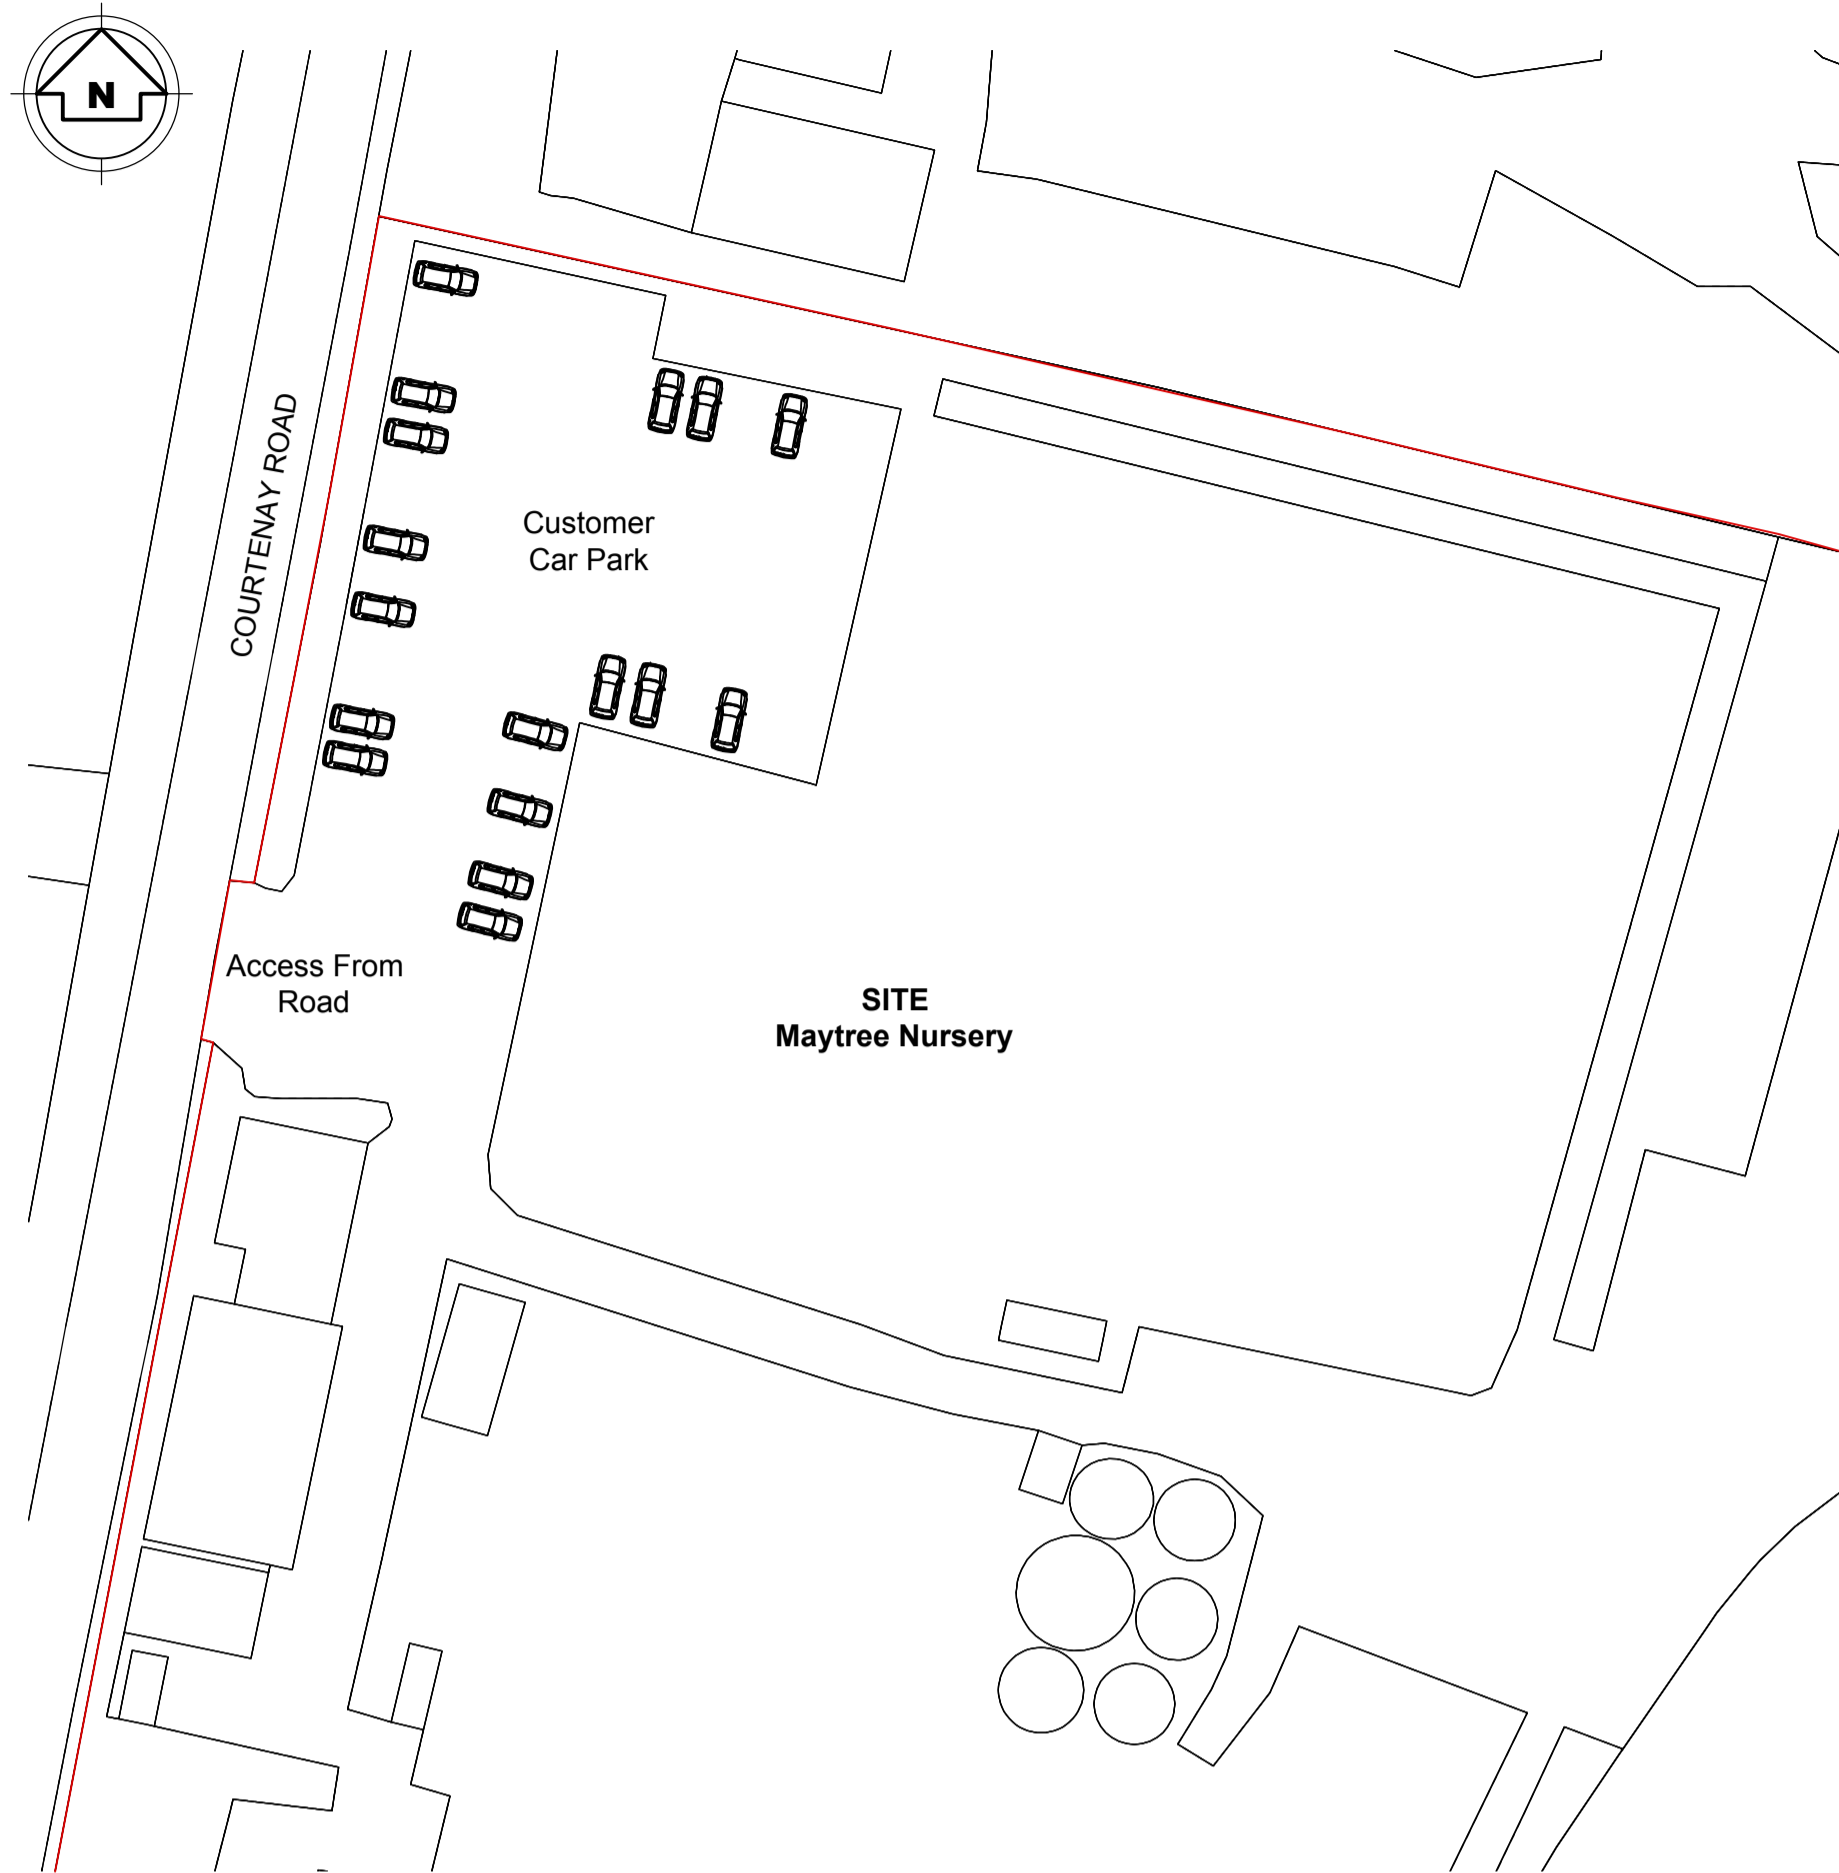 N
COURTENAY ROAD
Customer
Car Park
Access From
Road
SITE
Maytree Nursery